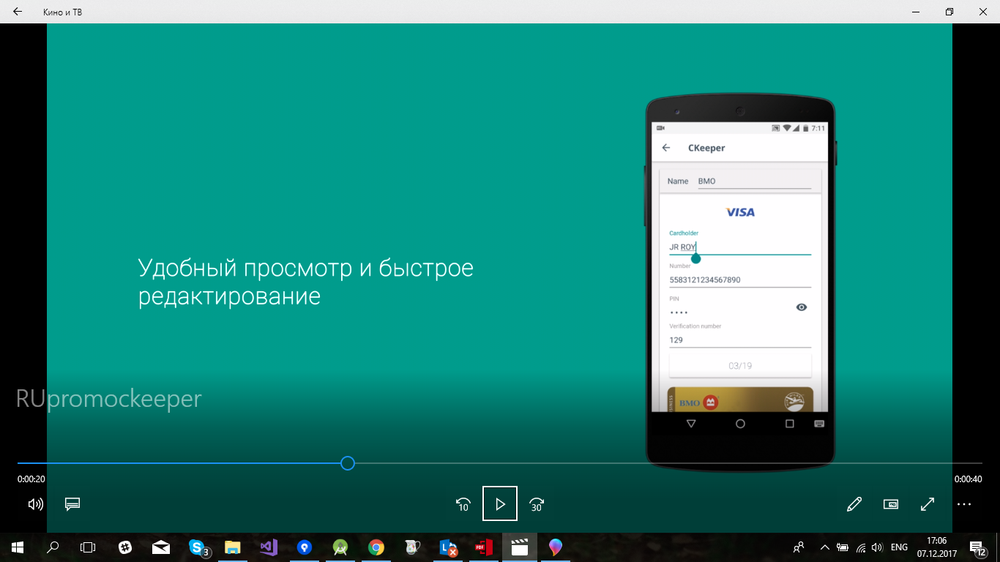 Кино и ТВ
7:11
CKeeper
Name BMO
VISA
Cardholder
JR ROY
Number
5583121234567890
PIN
••••
Verification number
129
03/19
BMO
Удобный просмотр и быстрое
редактирование
RUpromockeeper
0:00:20
0:00:40
10
30
3
PDF
ENG
17:06
07.12.2017
12